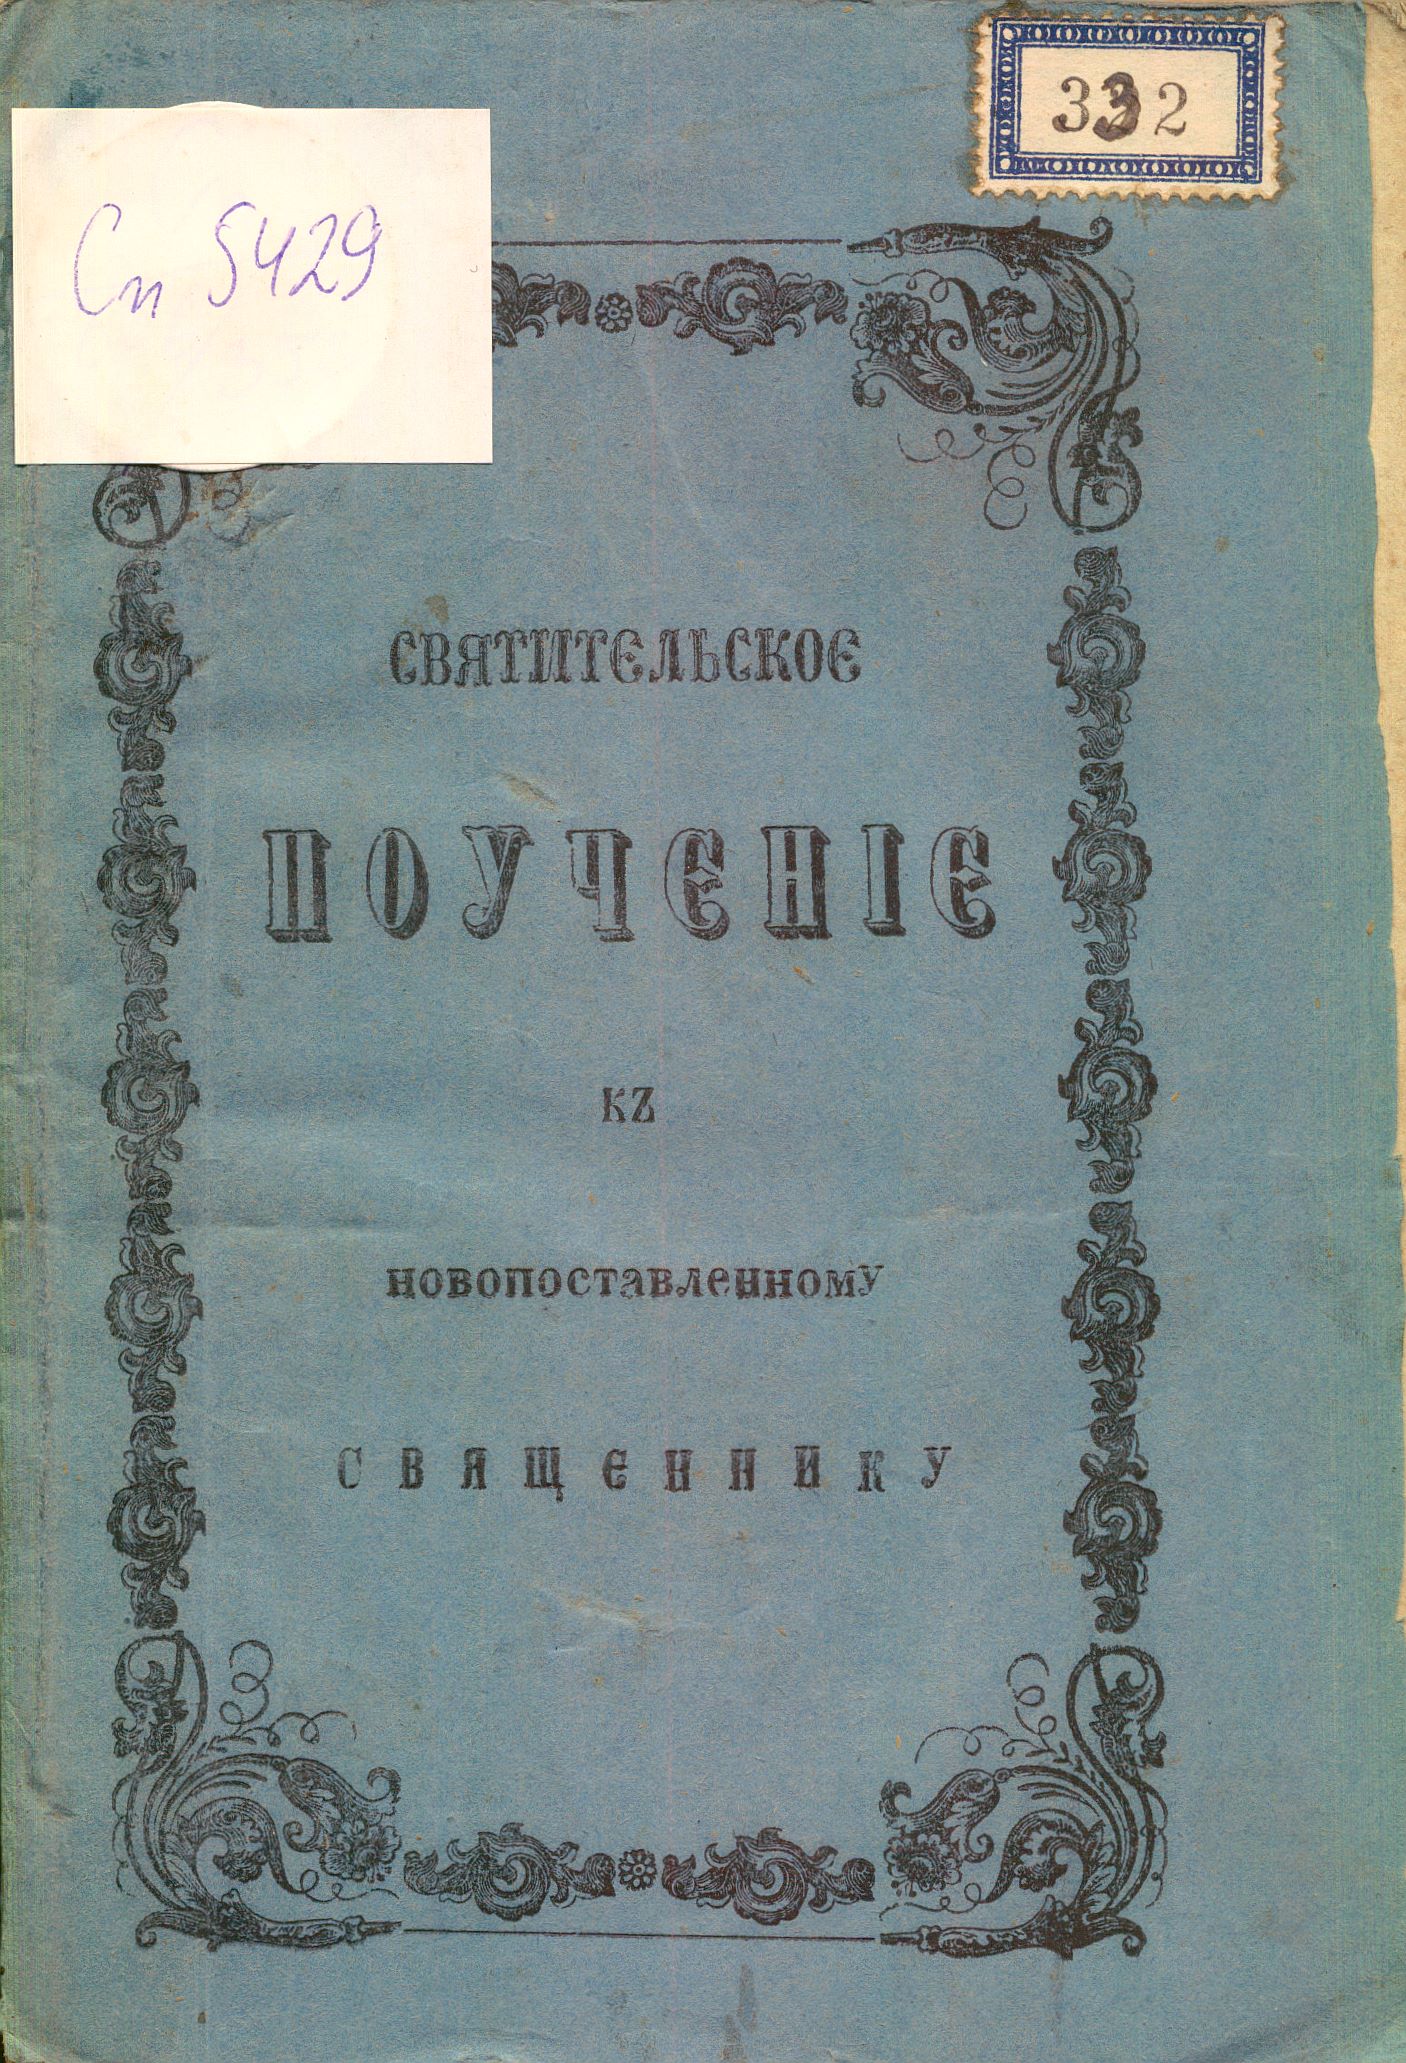 332
Сп 5429
СВЯТИТЕЛЬСКОЕ
ПОУЧЕНІЕ
КЪ
НОВОПОСТАВЛЕННОМУ
СВЯЩЕННИКУ